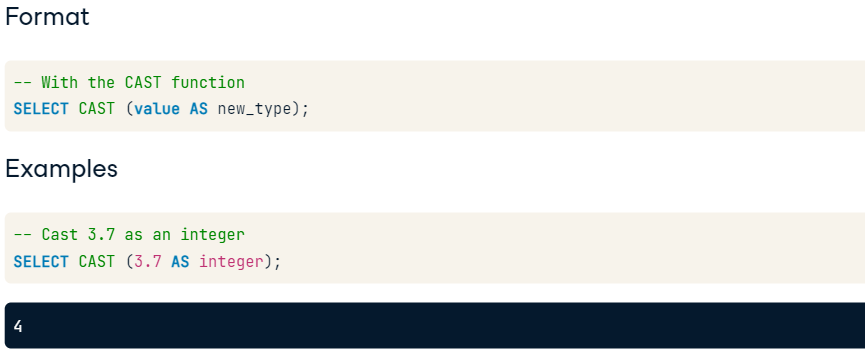 Format
-- With the CAST function
SELECT CAST (value AS new_type);
Examples
-- Cast 3.7 as an integer
SELECT CAST (3.7 AS integer);
4